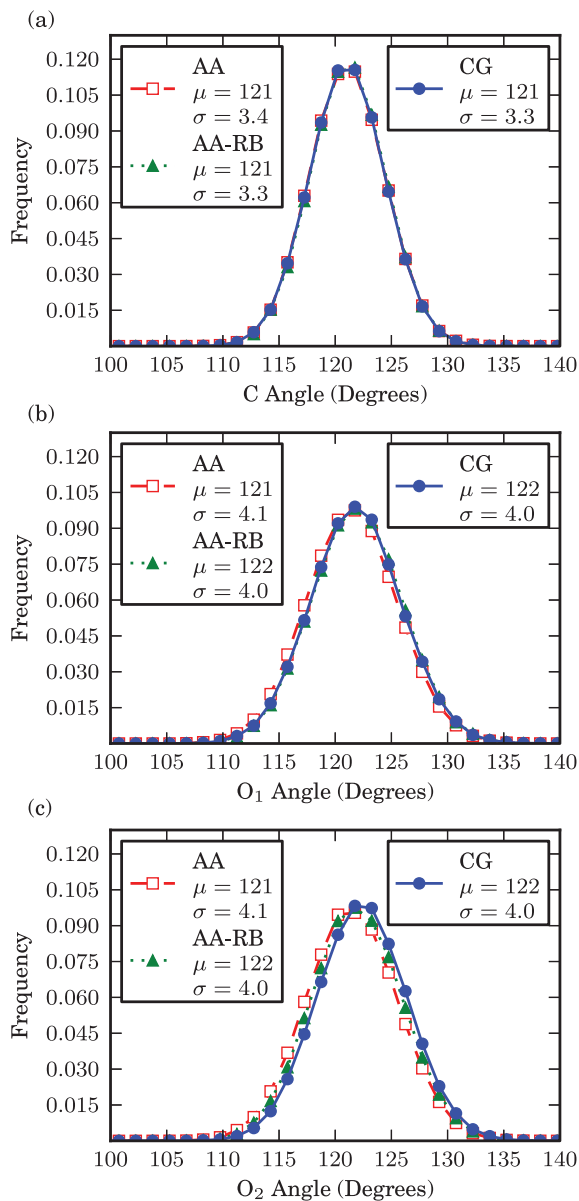 (a)
0.120
0.105
0.090
0.075
0.060
0.045
0.030
0.015
Frequency
AA
μ = 121
σ = 3.4
AA-RB
μ = 121
σ = 3.3
CG
μ = 121
σ = 3.3
100 105 110 115 120 125 130 135 140
C Angle (Degrees)
(b)
0.120
0.105
0.090
0.075
0.060
0.045
0.030
0.015
Frequency
AA
μ = 121
σ = 4.1
AA-RB
μ = 122
σ = 4.0
CG
μ = 122
σ = 4.0
100 105 110 115 120 125 130 135 140
O₁ Angle (Degrees)
(c)
0.120
0.105
0.090
0.075
0.060
0.045
0.030
0.015
Frequency
AA
μ = 121
σ = 4.1
AA-RB
μ = 122
σ = 4.0
CG
μ = 122
σ = 4.0
100 105 110 115 120 125 130 135 140
O₂ Angle (Degrees)